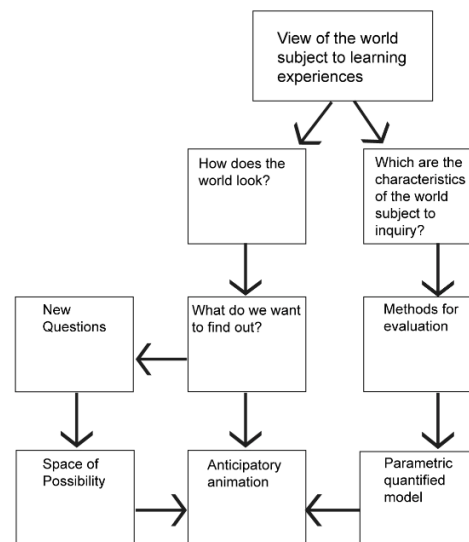 View of the world
subject to learning
experiences
How does the
world look?
Which are the
characteristics
of the world
subject to
inquiry?
New
Questions
What do we want
to find out?
Methods for
evaluation
Space of
Possibility
Anticipatory
animation
Parametric
quantified
model